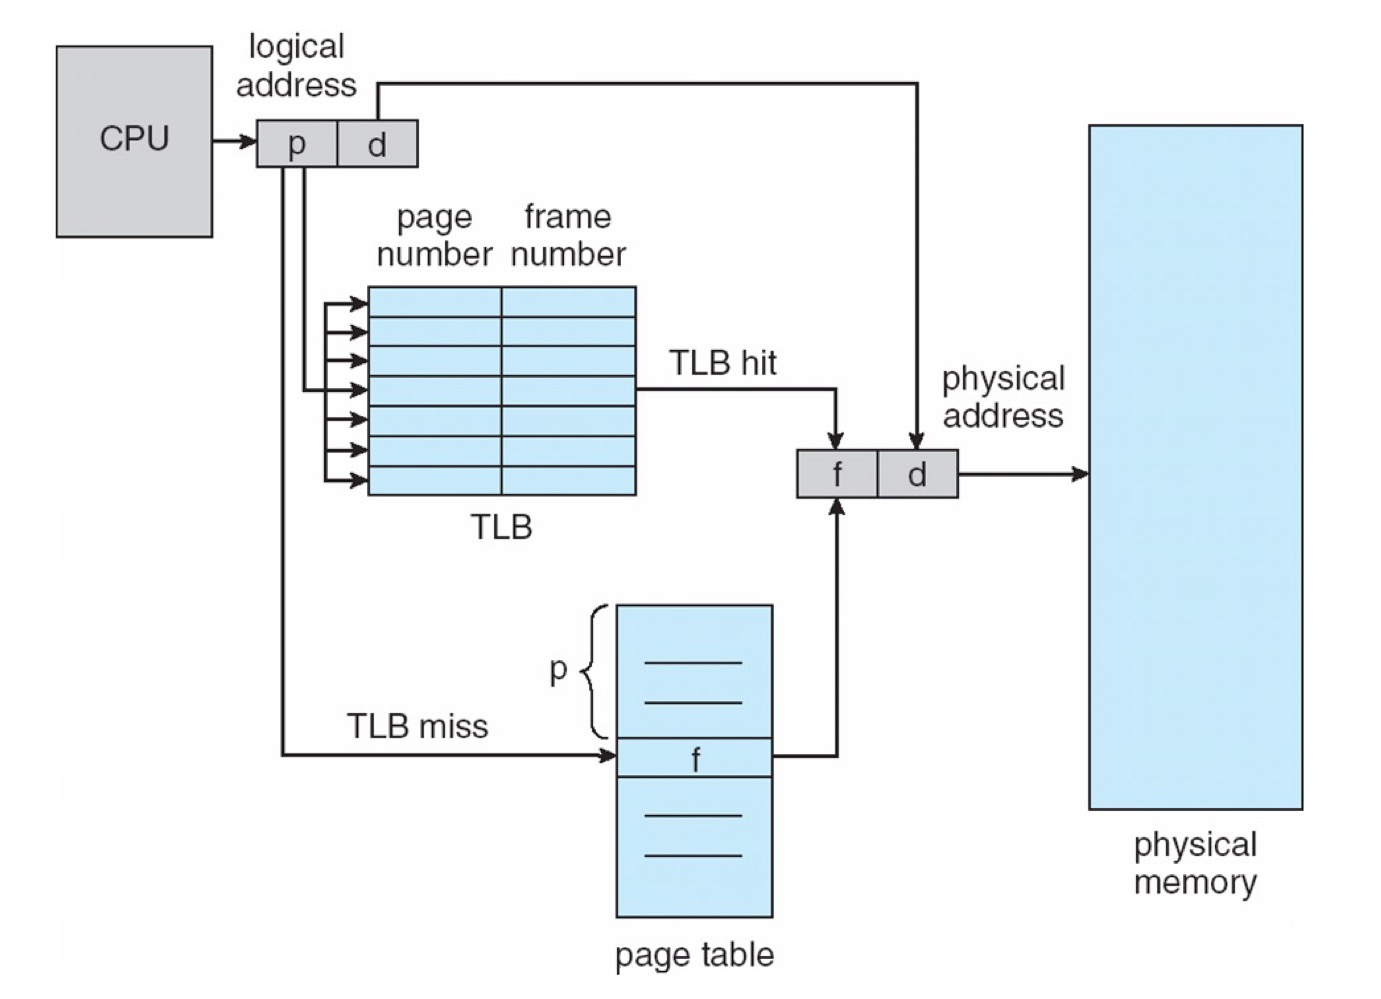 logical
address
CPU
p
d
page
number
frame
number
TLB hit
physical
address
f
d
TLB
p
TLB miss
f
physical
memory
page table